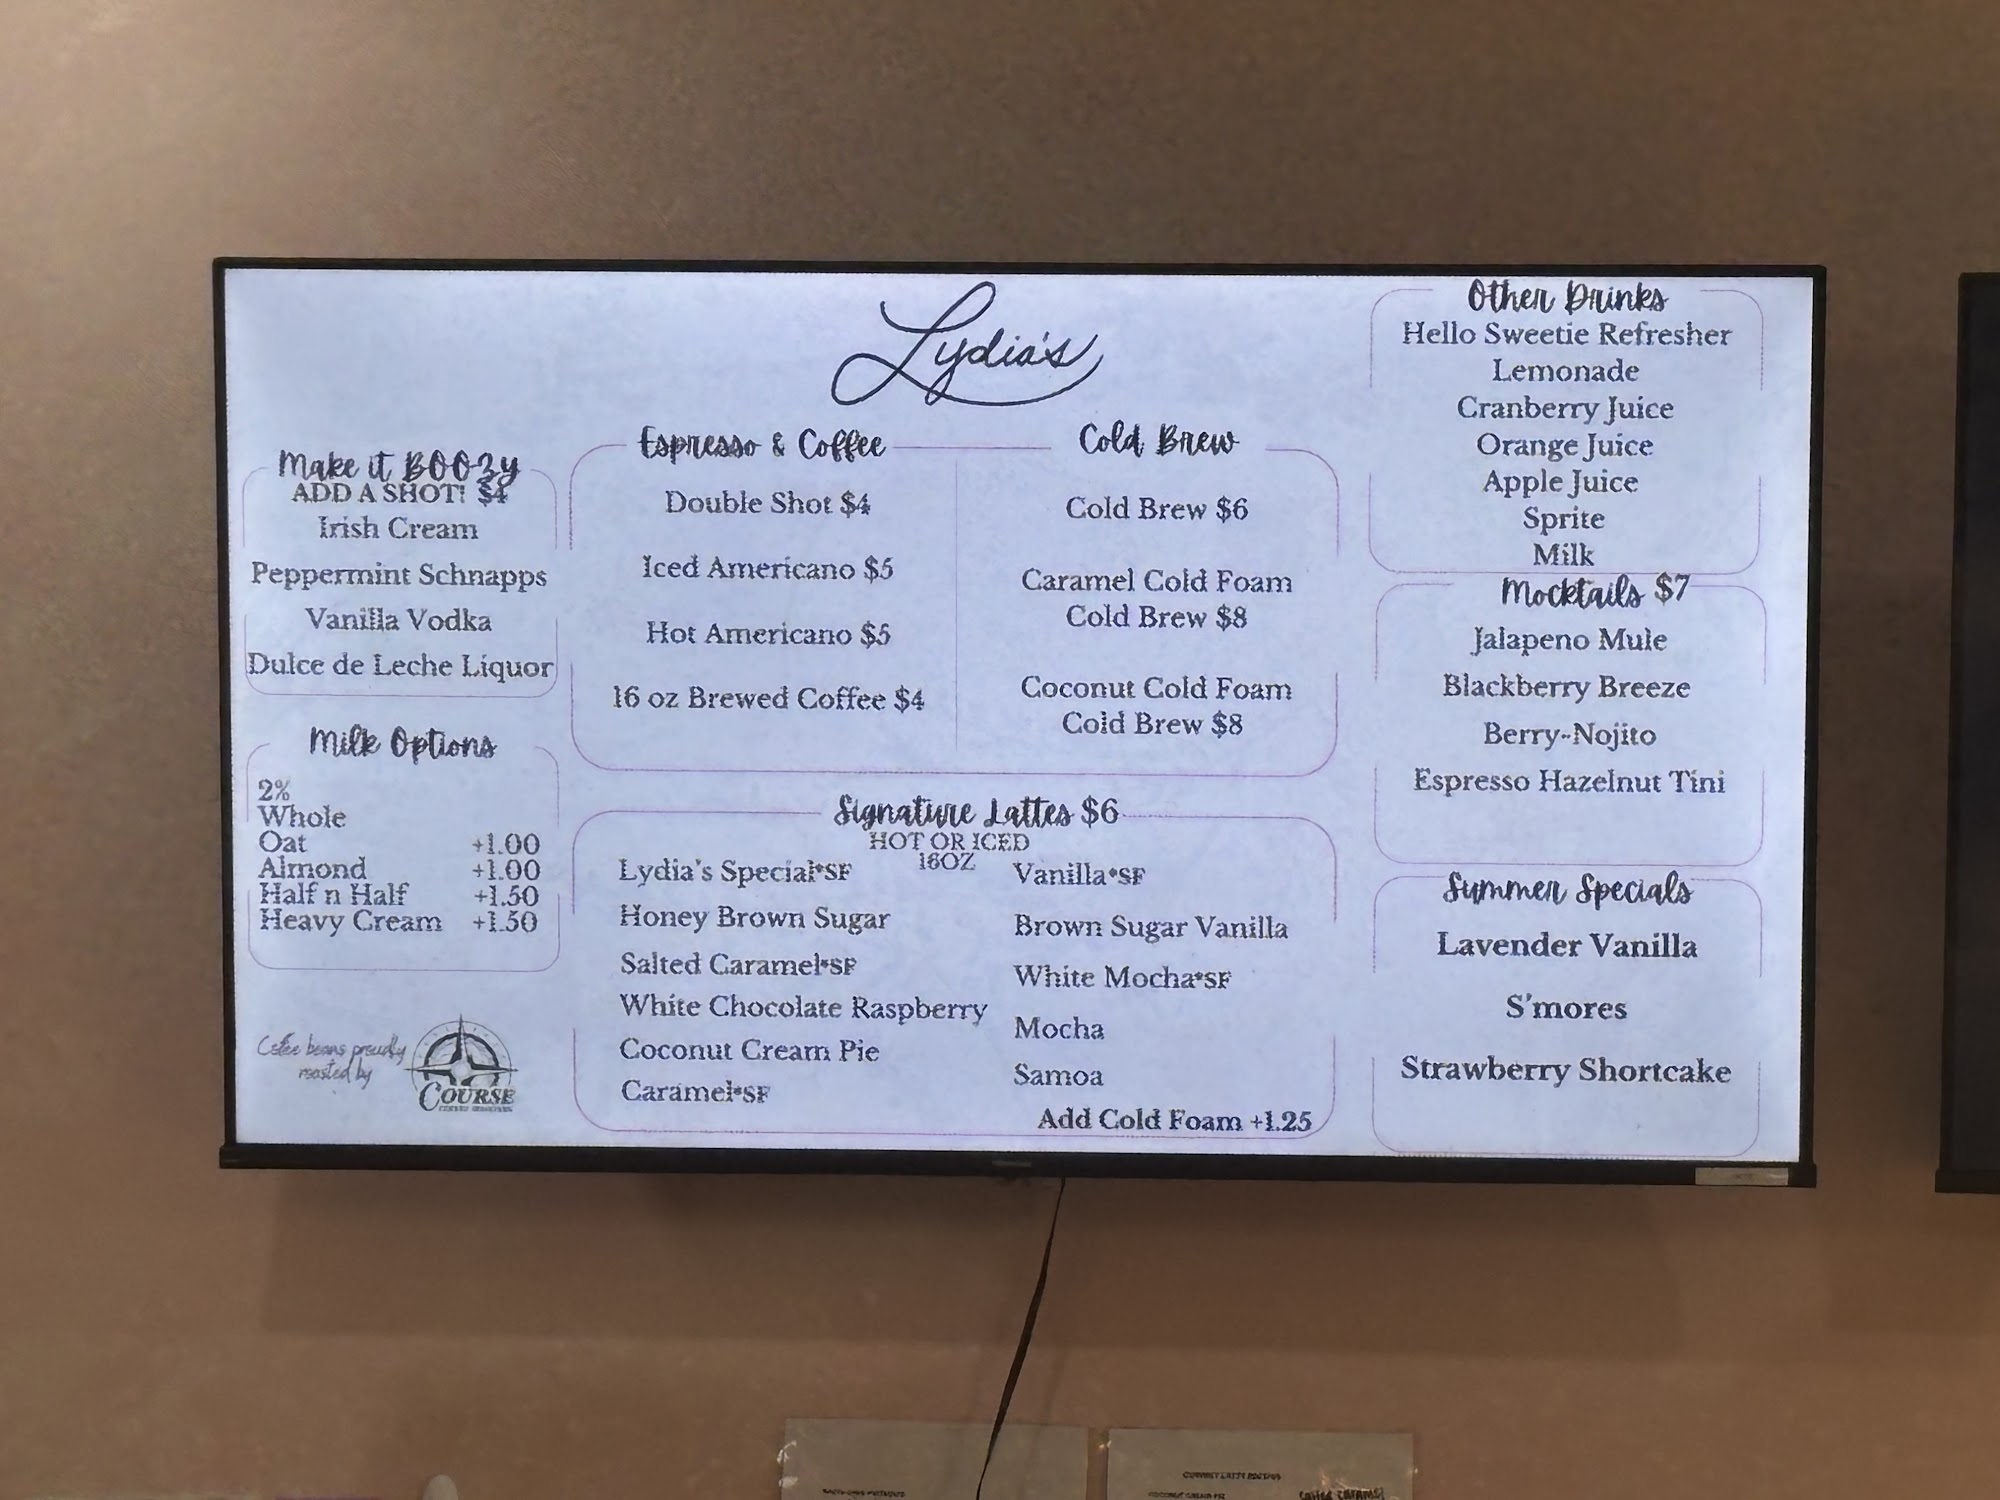 Lydia's
Make it BOOZY
ADD A SHOT! $4
Irish Cream
Peppermint Schnapps
Vanilla Vodka
Dulce de Leche Liquor
Milk Options
2%
Whole
Oat +1.00
Almond +1.00
Half n Half +1.50
Heavy Cream +1.50
Coffee beans proudly
roasted by
COURSE
Espresso & Coffee
Double Shot $4
Iced Americano $5
Hot Americano $5
16 oz Brewed Coffee $4
Cold Brew
Cold Brew $6
Caramel Cold Foam
Cold Brew $8
Coconut Cold Foam
Cold Brew $8
Signature Lattes $6
HOT OR ICED
16OZ
Lydia's Special*SF
Honey Brown Sugar
Salted Caramel*SF
White Chocolate Raspberry
Coconut Cream Pie
Caramel*SF
Vanilla*SF
Brown Sugar Vanilla
White Mocha*SF
Mocha
Samoa
Add Cold Foam +1.25
Other Drinks
Hello Sweetie Refresher
Lemonade
Cranberry Juice
Orange Juice
Apple Juice
Sprite
Milk
Mocktails $7
Jalapeno Mule
Blackberry Breeze
Berry-Nojito
Espresso Hazelnut Tini
Summer Specials
Lavender Vanilla
S'mores
Strawberry Shortcake